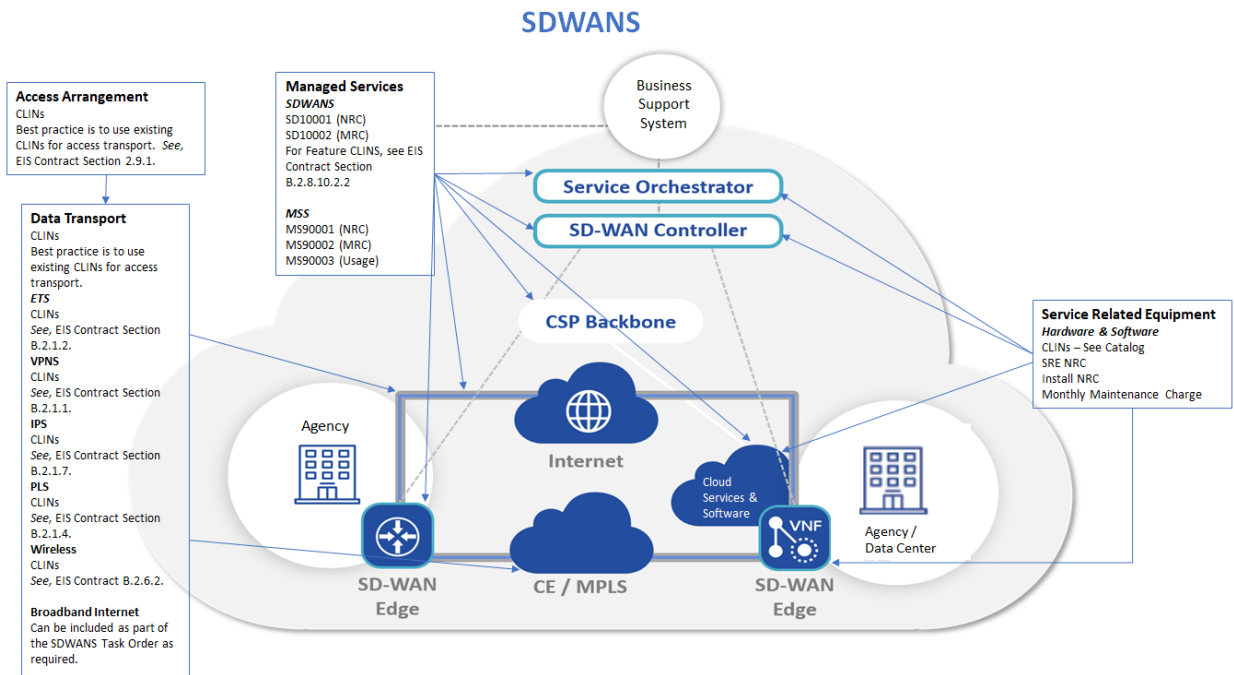 SDWANS
Access Arrangement
CLINs
Best practice is to use existing
CLINs for access transport. See,
EIS Contract Section 2.9.1.
Data Transport
CLINs
Best practice is to use
existing CLINs for access
transport.
ETS
CLINs
See, EIS Contract Section
B.2.1.2.
VPNS
CLINs
See, EIS Contract Section
B.2.1.1.
IPS
CLINs
See, EIS Contract Section
B.2.1.7.
PLS
CLINs
See, EIS Contract Section
B.2.1.4.
Wireless
CLINs
See, EIS Contract B.2.6.2.
Broadband Internet
Can be included as part of
the SDWANS Task Order as
required.
Managed Services
SDWANS
SD10001 (NRC)
SD10002 (MRC)
For Feature CLINS, see EIS
Contract Section
B.2.8.10.2.2
MSS
MS90001 (NRC)
MS90002 (MRC)
MS90003 (Usage)
Business
Support
System
Service Orchestrator
SD-WAN Controller
CSP Backbone
Internet
Agency
SD-WAN
Edge
CE / MPLS
Cloud
Services &
Software
VNF
SD-WAN
Edge
Agency /
Data Center
Service Related Equipment
Hardware & Software
CLINs – See Catalog
SRE NRC
Install NRC
Monthly Maintenance Charge